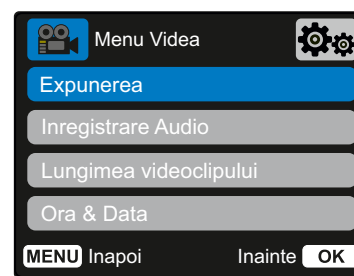 Menu Videa
Expunerea
Inregistrare Audio
Lungimea videoclipului
Ora & Data
MENU Inapoi Inainte OK